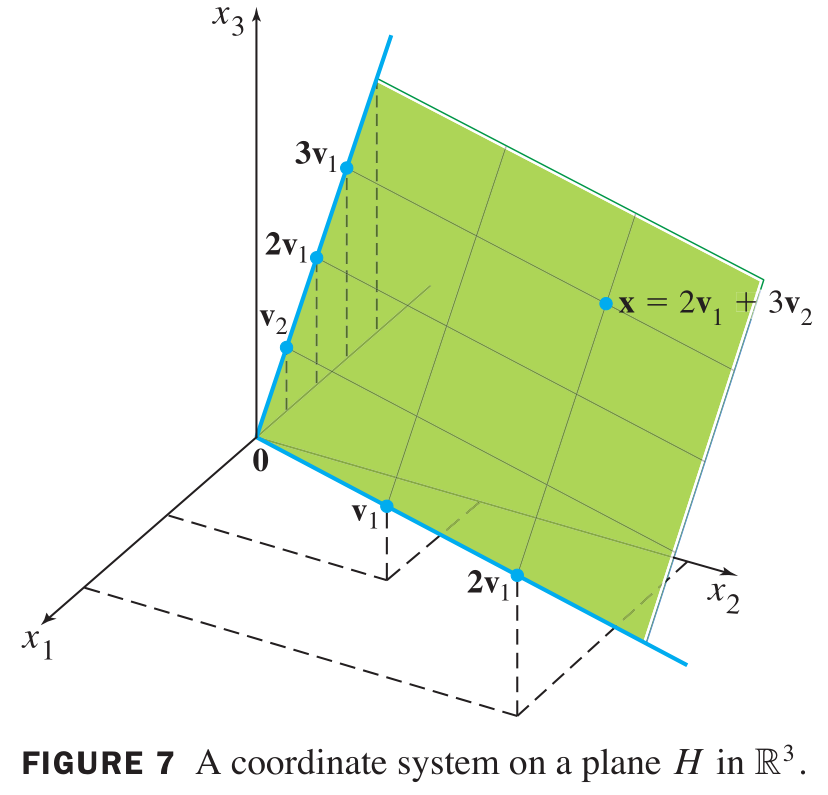 x₃
3v₁
2v₁
v₂
x = 2v₁ + 3v₂
0
v₁
2v₁
x₂
x₁
FIGURE 7 A coordinate system on a plane H in ℝ³.